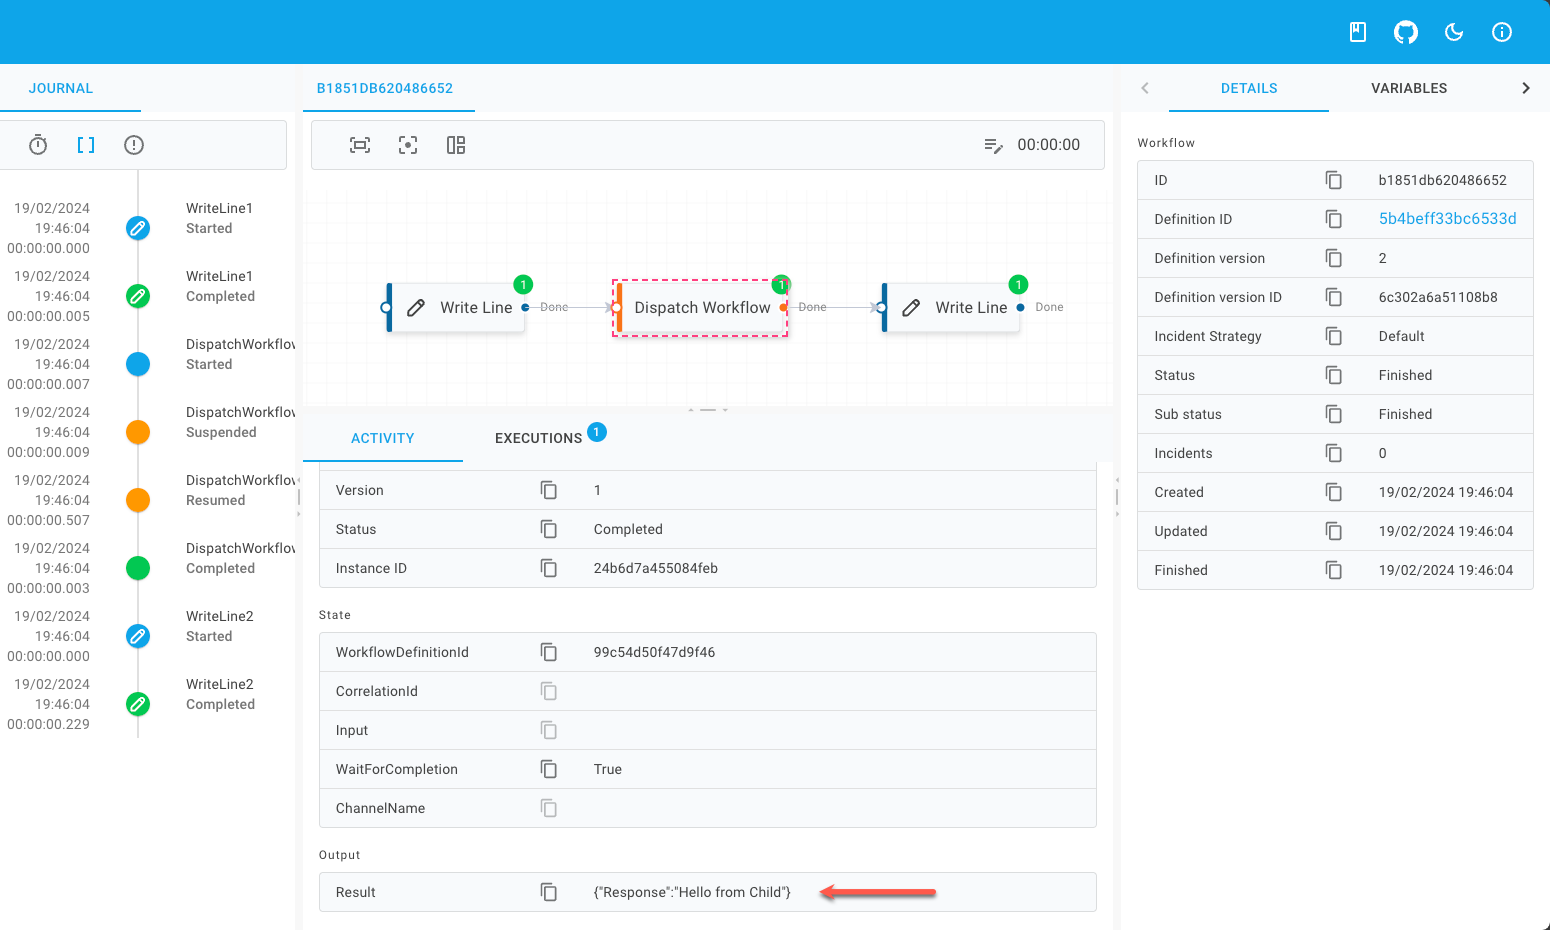 JOURNAL
19/02/2024
19:46:04
00:00:00.000
WriteLine1
Started
19/02/2024
19:46:04
00:00:00.005
WriteLine1
Completed
19/02/2024
19:46:04
00:00:00.007
DispatchWorkflow
Started
19/02/2024
19:46:04
00:00:00.009
DispatchWorkflow
Suspended
19/02/2024
19:46:04
00:00:00.507
DispatchWorkflow
Resumed
19/02/2024
19:46:04
00:00:00.003
DispatchWorkflow
Completed
19/02/2024
19:46:04
00:00:00.000
WriteLine2
Started
19/02/2024
19:46:04
00:00:00.229
WriteLine2
Completed
B1851DB620486652
00:00:00
Write Line
1
Done
Dispatch Workflow
1
Done
Write Line
1
Done
ACTIVITY
EXECUTIONS 1
Version 1
Status Completed
Instance ID 24b6d7a455084feb
State
WorkflowDefinitionId 99c54d50f47d9f46
CorrelationId
Input
WaitForCompletion True
ChannelName
Output
Result {"Response":"Hello from Child"}
DETAILS
VARIABLES
Workflow
ID b1851db620486652
Definition ID 5b4beff33bc6533d
Definition version 2
Definition version ID 6c302a6a51108b8
Incident Strategy Default
Status Finished
Sub status Finished
Incidents 0
Created 19/02/2024 19:46:04
Updated 19/02/2024 19:46:04
Finished 19/02/2024 19:46:04